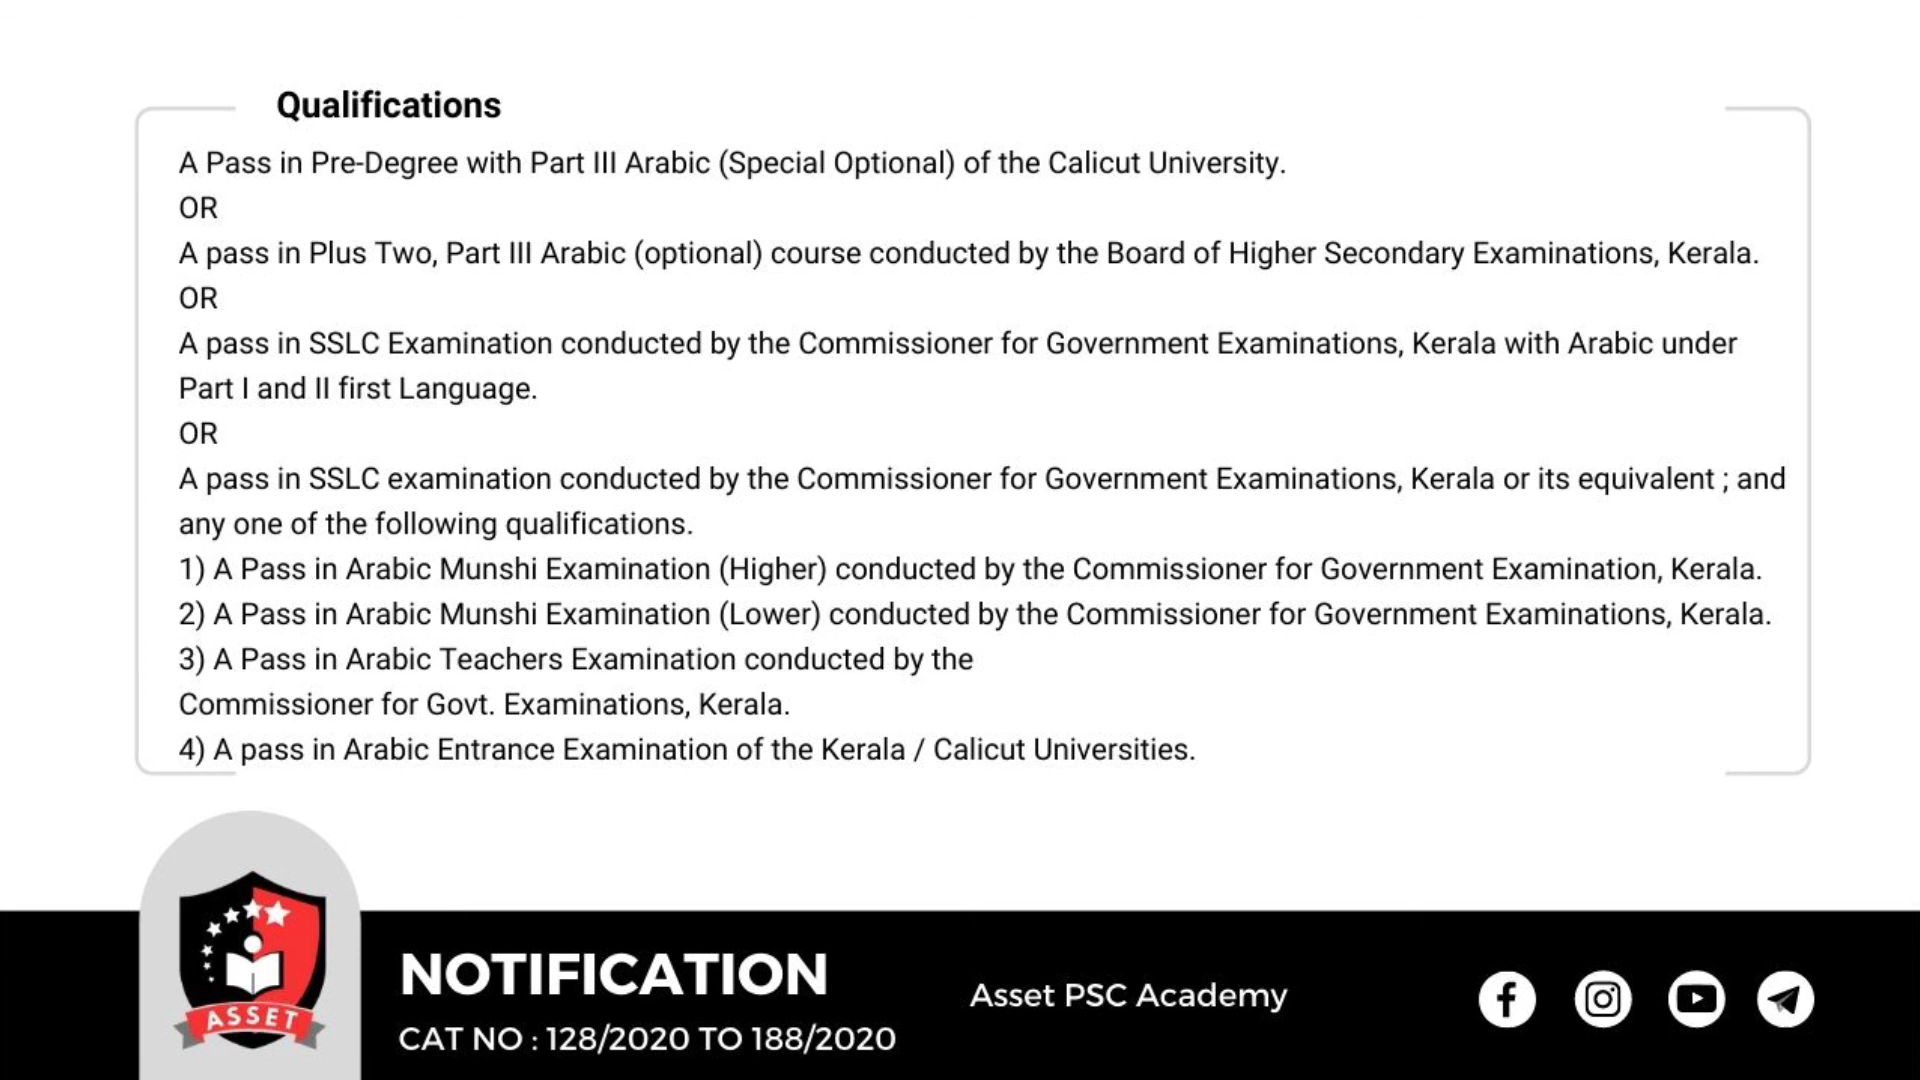 Qualifications
A Pass in Pre-Degree with Part III Arabic (Special Optional) of the Calicut University.
OR
A pass in Plus Two, Part III Arabic (optional) course conducted by the Board of Higher Secondary Examinations, Kerala.
OR
A pass in SSLC Examination conducted by the Commissioner for Government Examinations, Kerala with Arabic under
Part I and II first Language.
OR
A pass in SSLC examination conducted by the Commissioner for Government Examinations, Kerala or its equivalent ; and
any one of the following qualifications.
1) A Pass in Arabic Munshi Examination (Higher) conducted by the Commissioner for Government Examination, Kerala.
2) A Pass in Arabic Munshi Examination (Lower) conducted by the Commissioner for Government Examinations, Kerala.
3) A Pass in Arabic Teachers Examination conducted by the
Commissioner for Govt. Examinations, Kerala.
4) A pass in Arabic Entrance Examination of the Kerala / Calicut Universities.
ASSET
NOTIFICATION
CAT NO : 128/2020 TO 188/2020
Asset PSC Academy